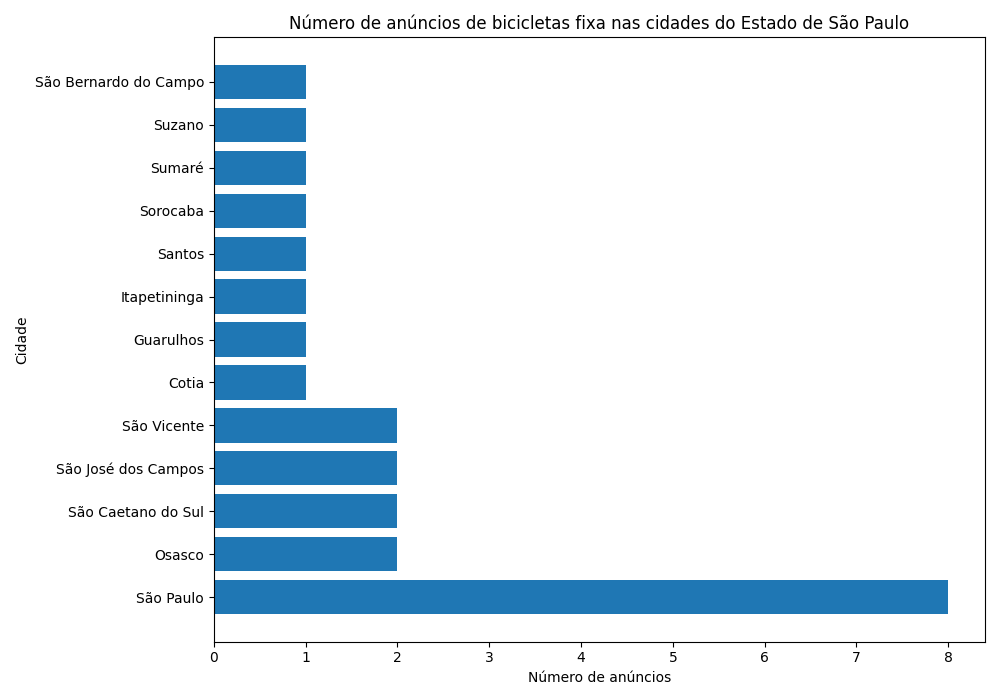 Número de anúncios de bicicletas fixa nas cidades do Estado de São Paulo
São Bernardo do Campo
Suzano
Sumaré
Sorocaba
Santos
Itapetininga
Guarulhos
Cotia
São Vicente
São José dos Campos
São Caetano do Sul
Osasco
São Paulo
Cidade
0 1 2 3 4 5 6 7 8
Número de anúncios